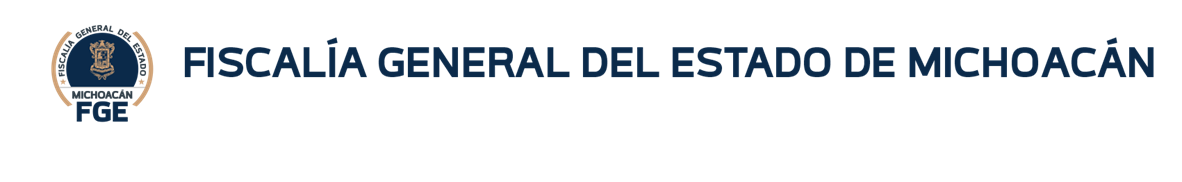 FISCALÍA GENERAL DEL ESTADO
MICHOACÁN
FGE
FISCALÍA GENERAL DEL ESTADO DE MICHOACÁN